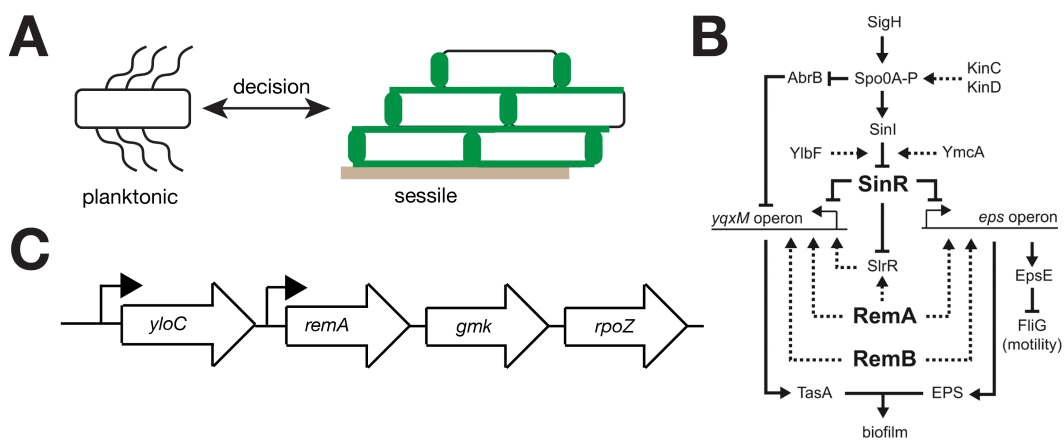 A
decision
planktonic
sessile
B
SigH
AbrB
Spo0A-P
KinC
KinD
SinI
YlbF
YmcA
SinR
yqxM operon
eps operon
SlrR
EpsE
RemA
FliG
(motility)
RemB
TasA
EPS
biofilm
C
yloC
remA
gmk
rpoZ